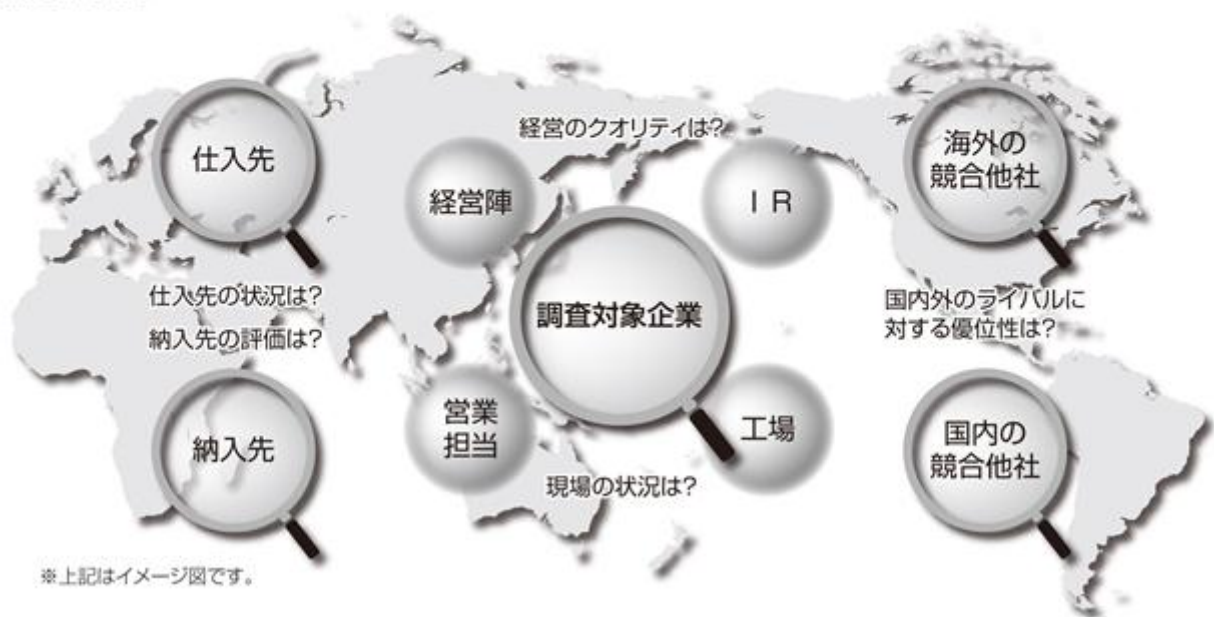 経営のクオリティは?
仕入先
経営陣
ＩＲ
海外の
競合他社
調査対象企業
仕入先の状況は?
納入先の評価は?
国内外のライバルに
対する優位性は?
納入先
営業
担当
工場
国内の
競合他社
現場の状況は?
※上記はイメージ図です。